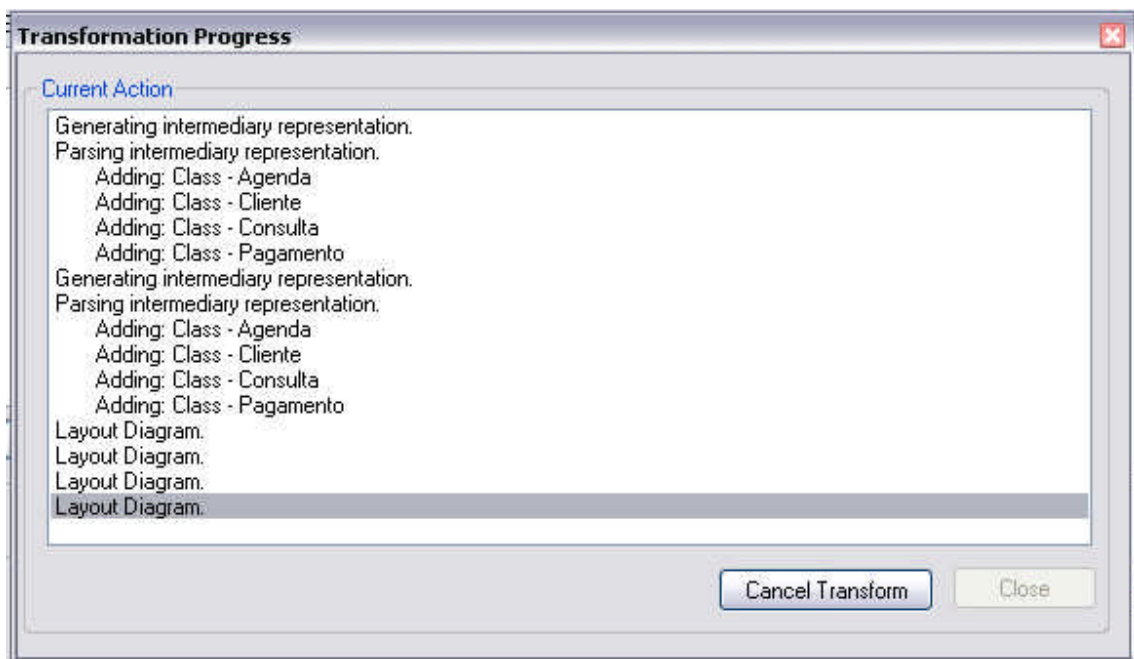 Transformation Progress
Current Action
Generating intermediary representation.
Parsing intermediary representation.
Adding: Class - Agenda
Adding: Class - Cliente
Adding: Class - Consulta
Adding: Class - Pagamento
Generating intermediary representation.
Parsing intermediary representation.
Adding: Class - Agenda
Adding: Class - Cliente
Adding: Class - Consulta
Adding: Class - Pagamento
Layout Diagram.
Layout Diagram.
Layout Diagram.
Layout Diagram.
Cancel Transform
Close